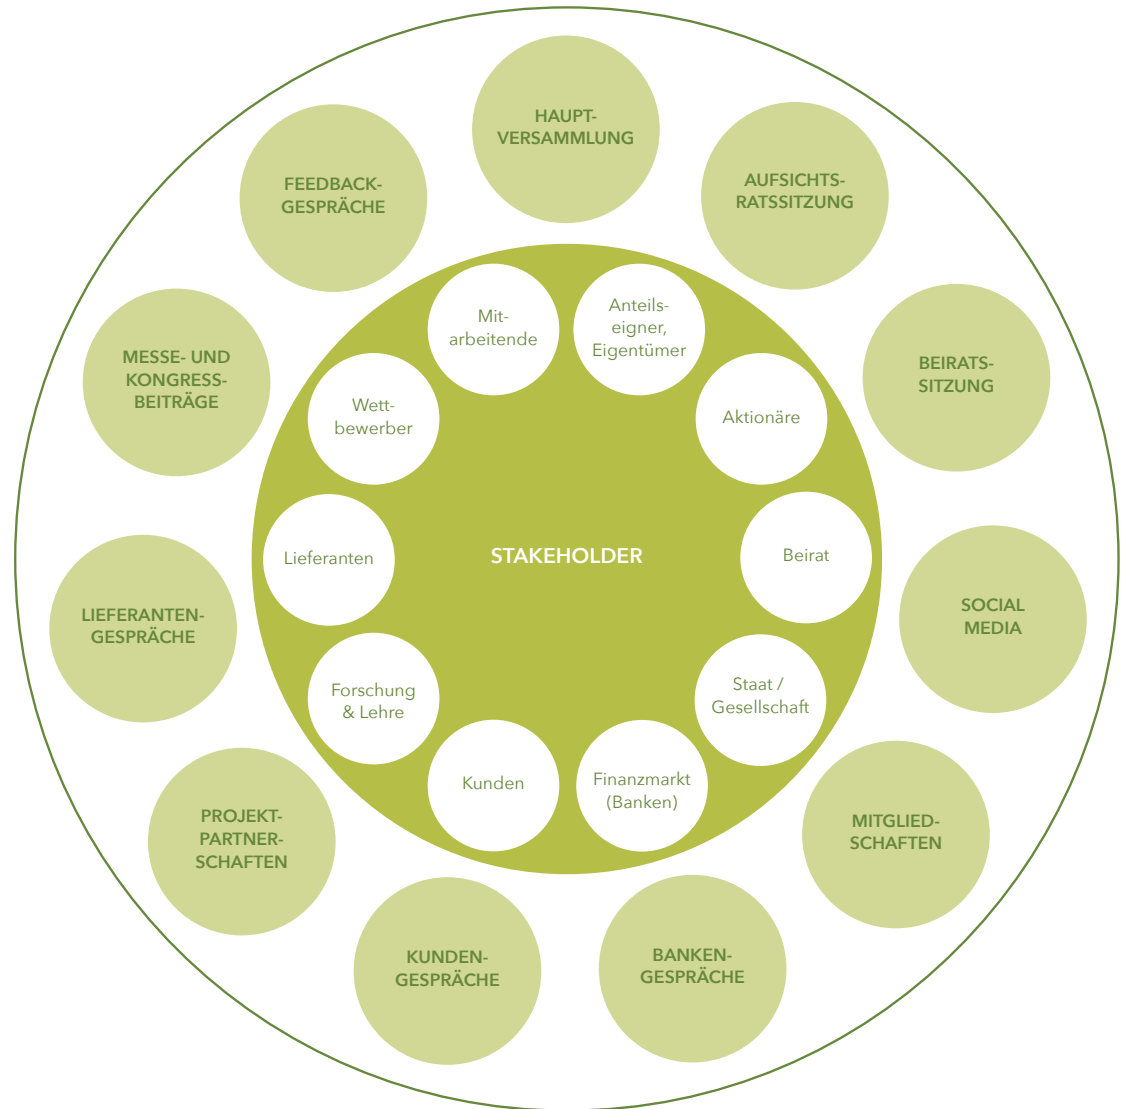 HAUPT-
VERSAMMLUNG
AUFSICHTS-
RATSSITZUNG
BEIRATS-
SITZUNG
SOCIAL
MEDIA
MITGLIED-
SCHAFTEN
BANKEN-
GESPRÄCHE
KUNDEN-
GESPRÄCHE
PROJEKT-
PARTNER-
SCHAFTEN
LIEFERANTEN-
GESPRÄCHE
MESSE- UND
KONGRESS-
BEITRÄGE
FEEDBACK-
GESPRÄCHE
Mit-
arbeitende
Anteils-
eigner,
Eigentümer
Aktionäre
Beirat
Staat /
Gesellschaft
Finanzmarkt
(Banken)
Kunden
Forschung
& Lehre
Lieferanten
Wett-
bewerber
STAKEHOLDER